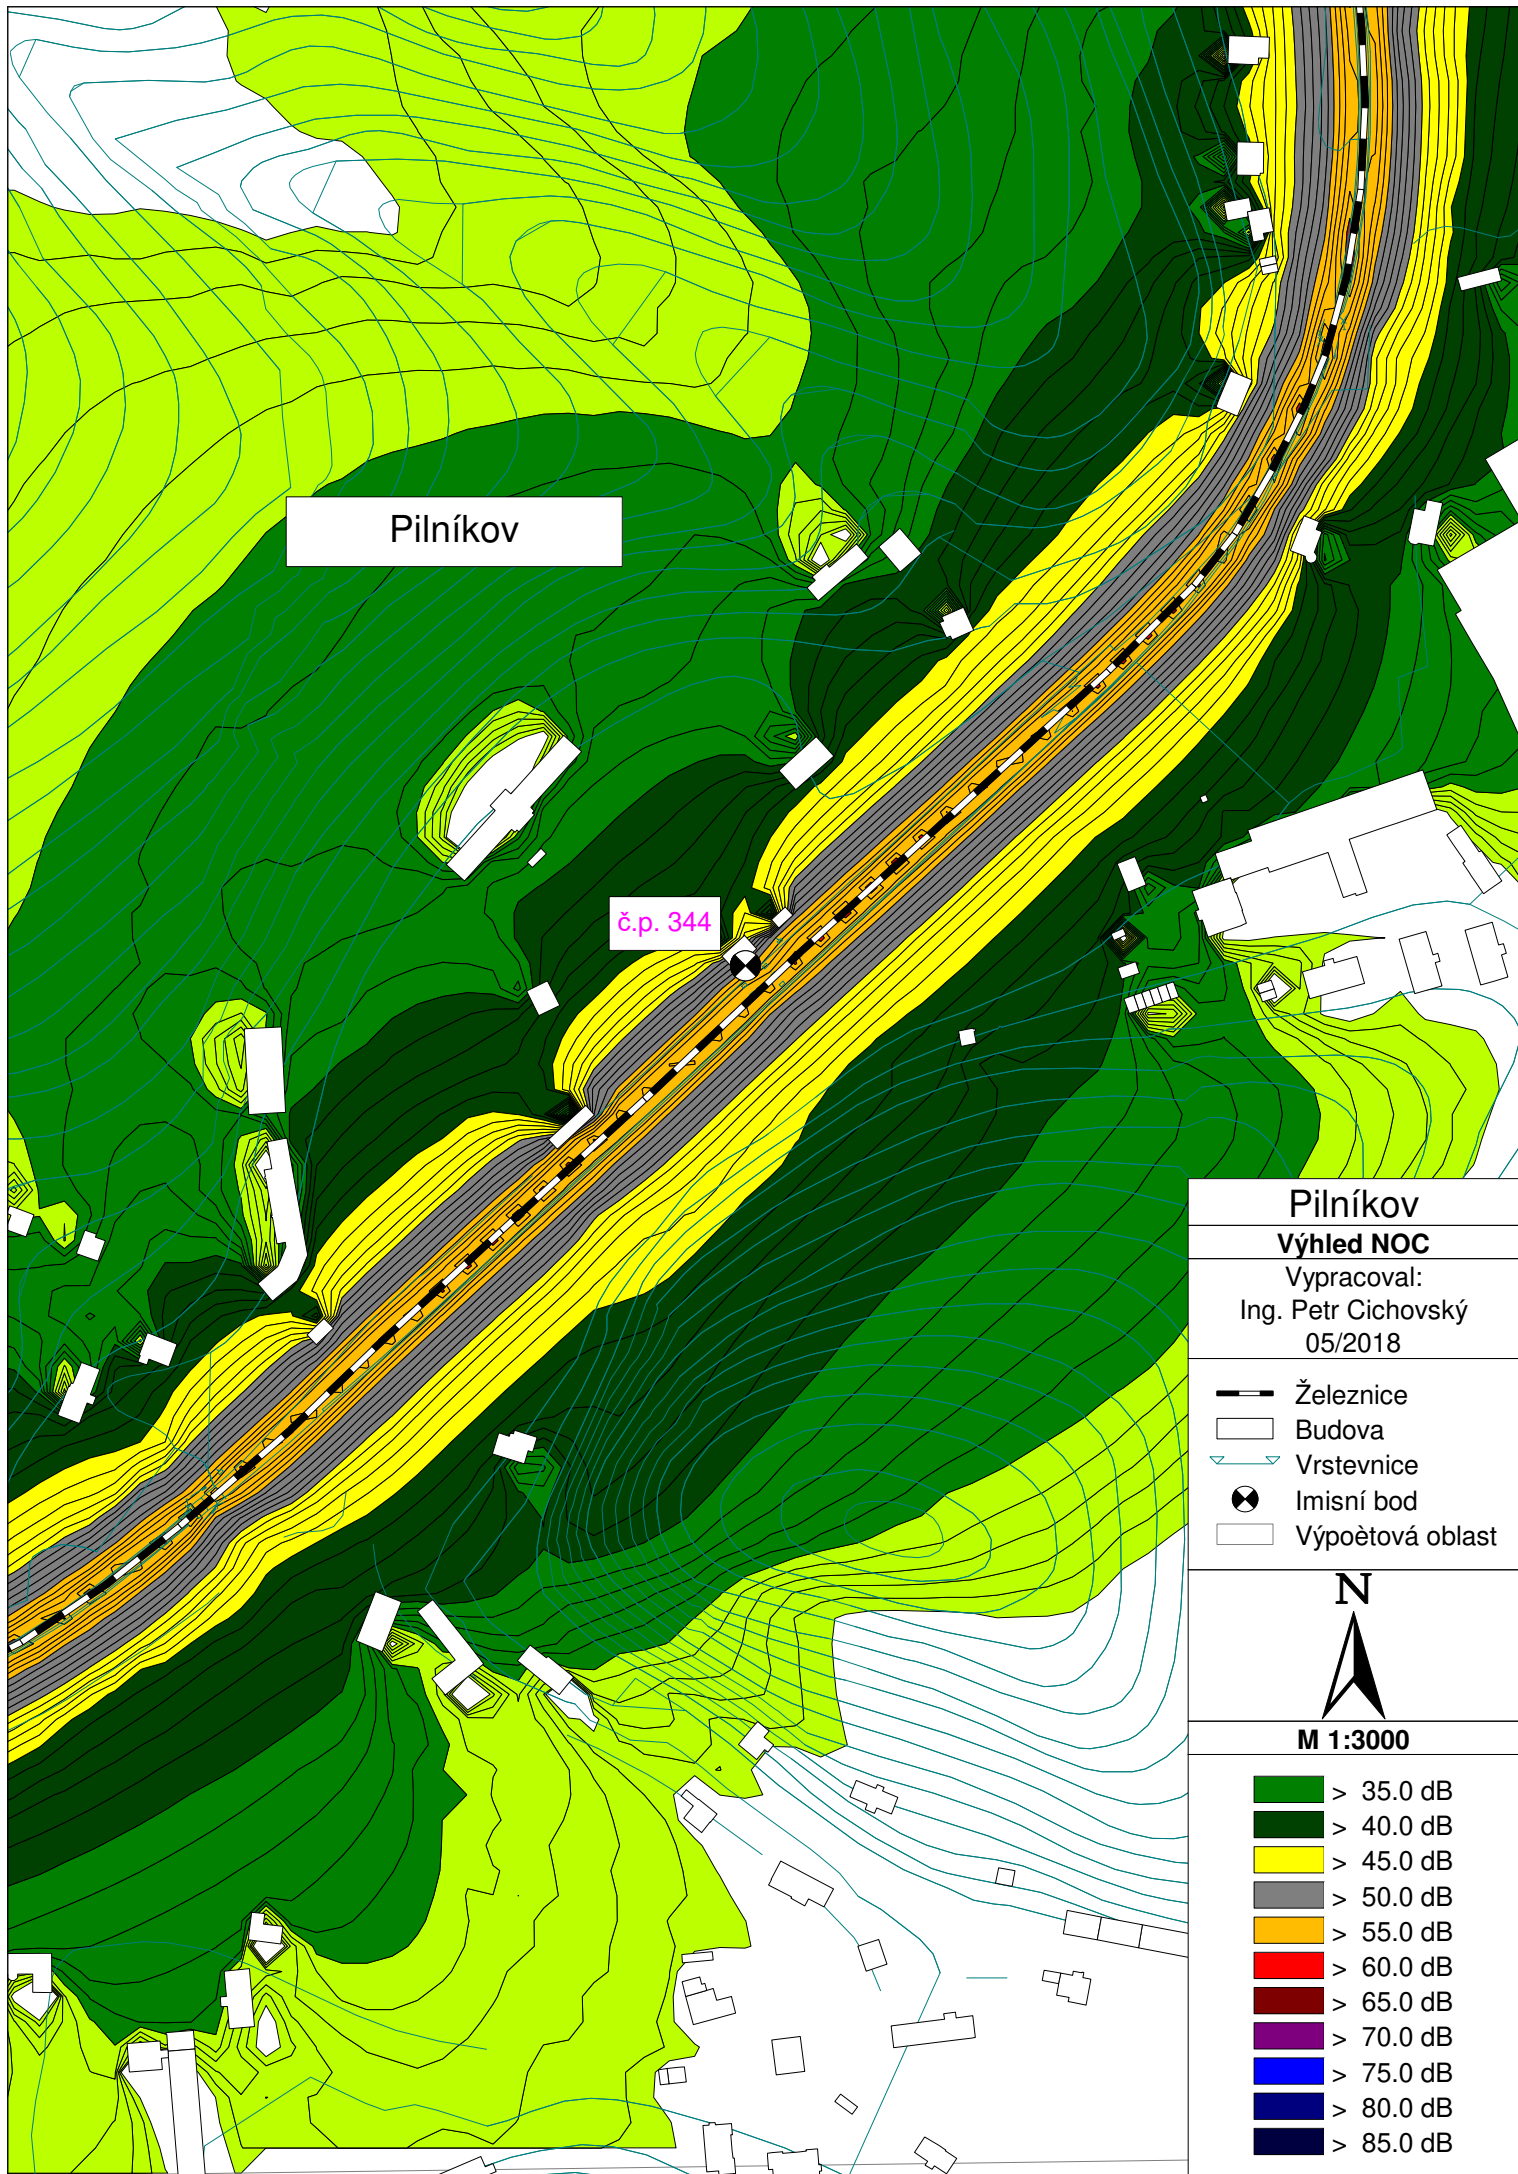 Pilníkov
č.p. 344
Pilníkov
Výhled NOC
Vypracoval:
Ing. Petr Cichovský
05/2018
Železnice
Budova
Vrstevnice
Imisní bod
Výpoètová oblast
N
M 1:3000
> 35.0 dB
> 40.0 dB
> 45.0 dB
> 50.0 dB
> 55.0 dB
> 60.0 dB
> 65.0 dB
> 70.0 dB
> 75.0 dB
> 80.0 dB
> 85.0 dB